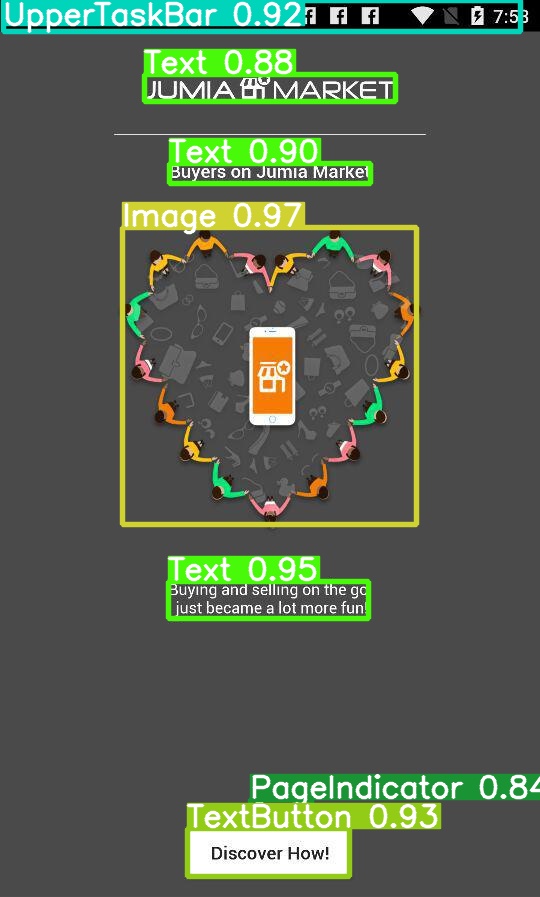 UpperTaskBar 0.92
7:53
Text 0.88
JUMIA MARKET
Text 0.90
Buyers on Jumia Market
Image 0.97
Text 0.95
Buying and selling on the go
just became a lot more fun!
PageIndicator 0.84
TextButton 0.93
Discover How!